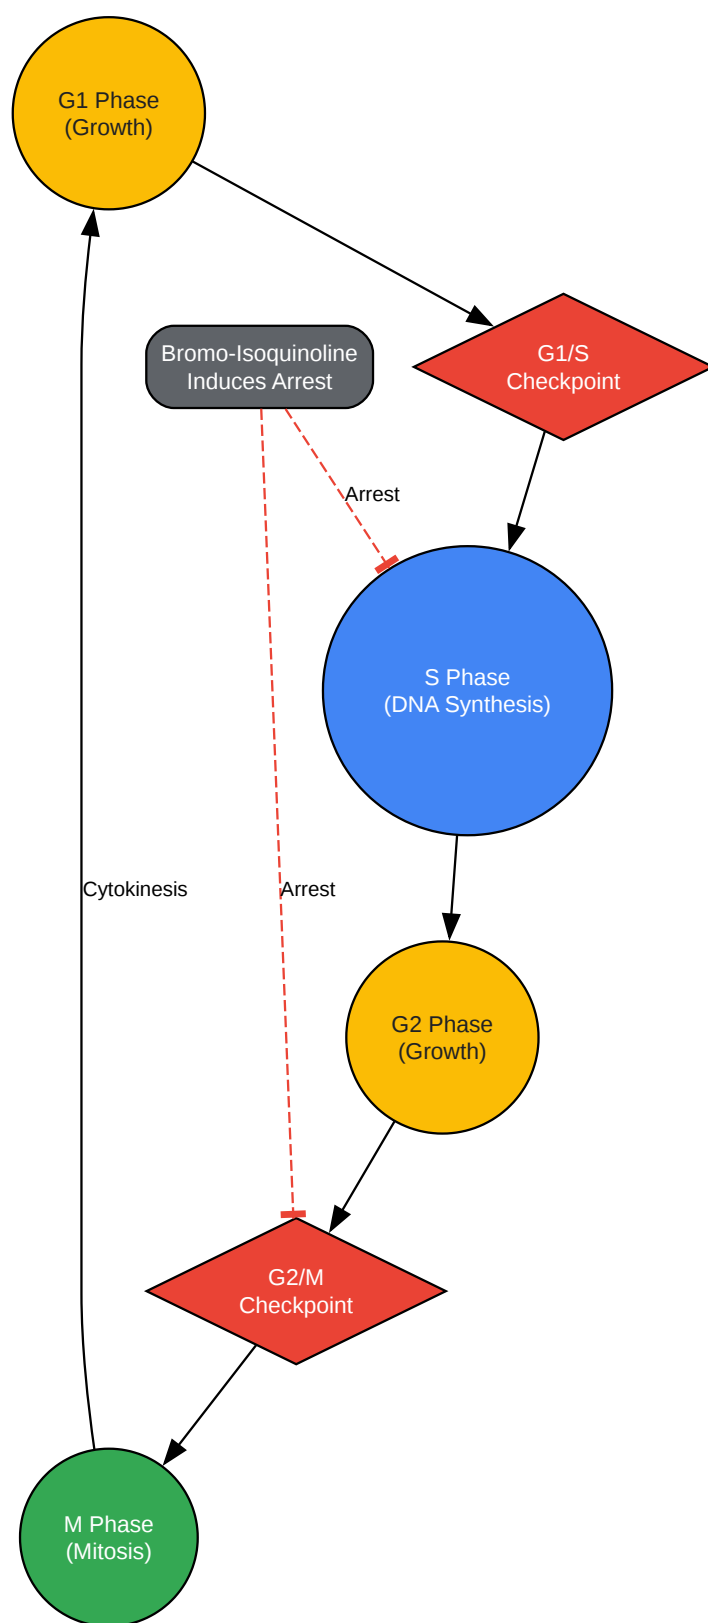 G1 Phase
(Growth)
Bromo-Isoquinoline
Induces Arrest
G1/S
Checkpoint
Arrest
S Phase
(DNA Synthesis)
Cytokinesis
Arrest
G2 Phase
(Growth)
G2/M
Checkpoint
M Phase
(Mitosis)